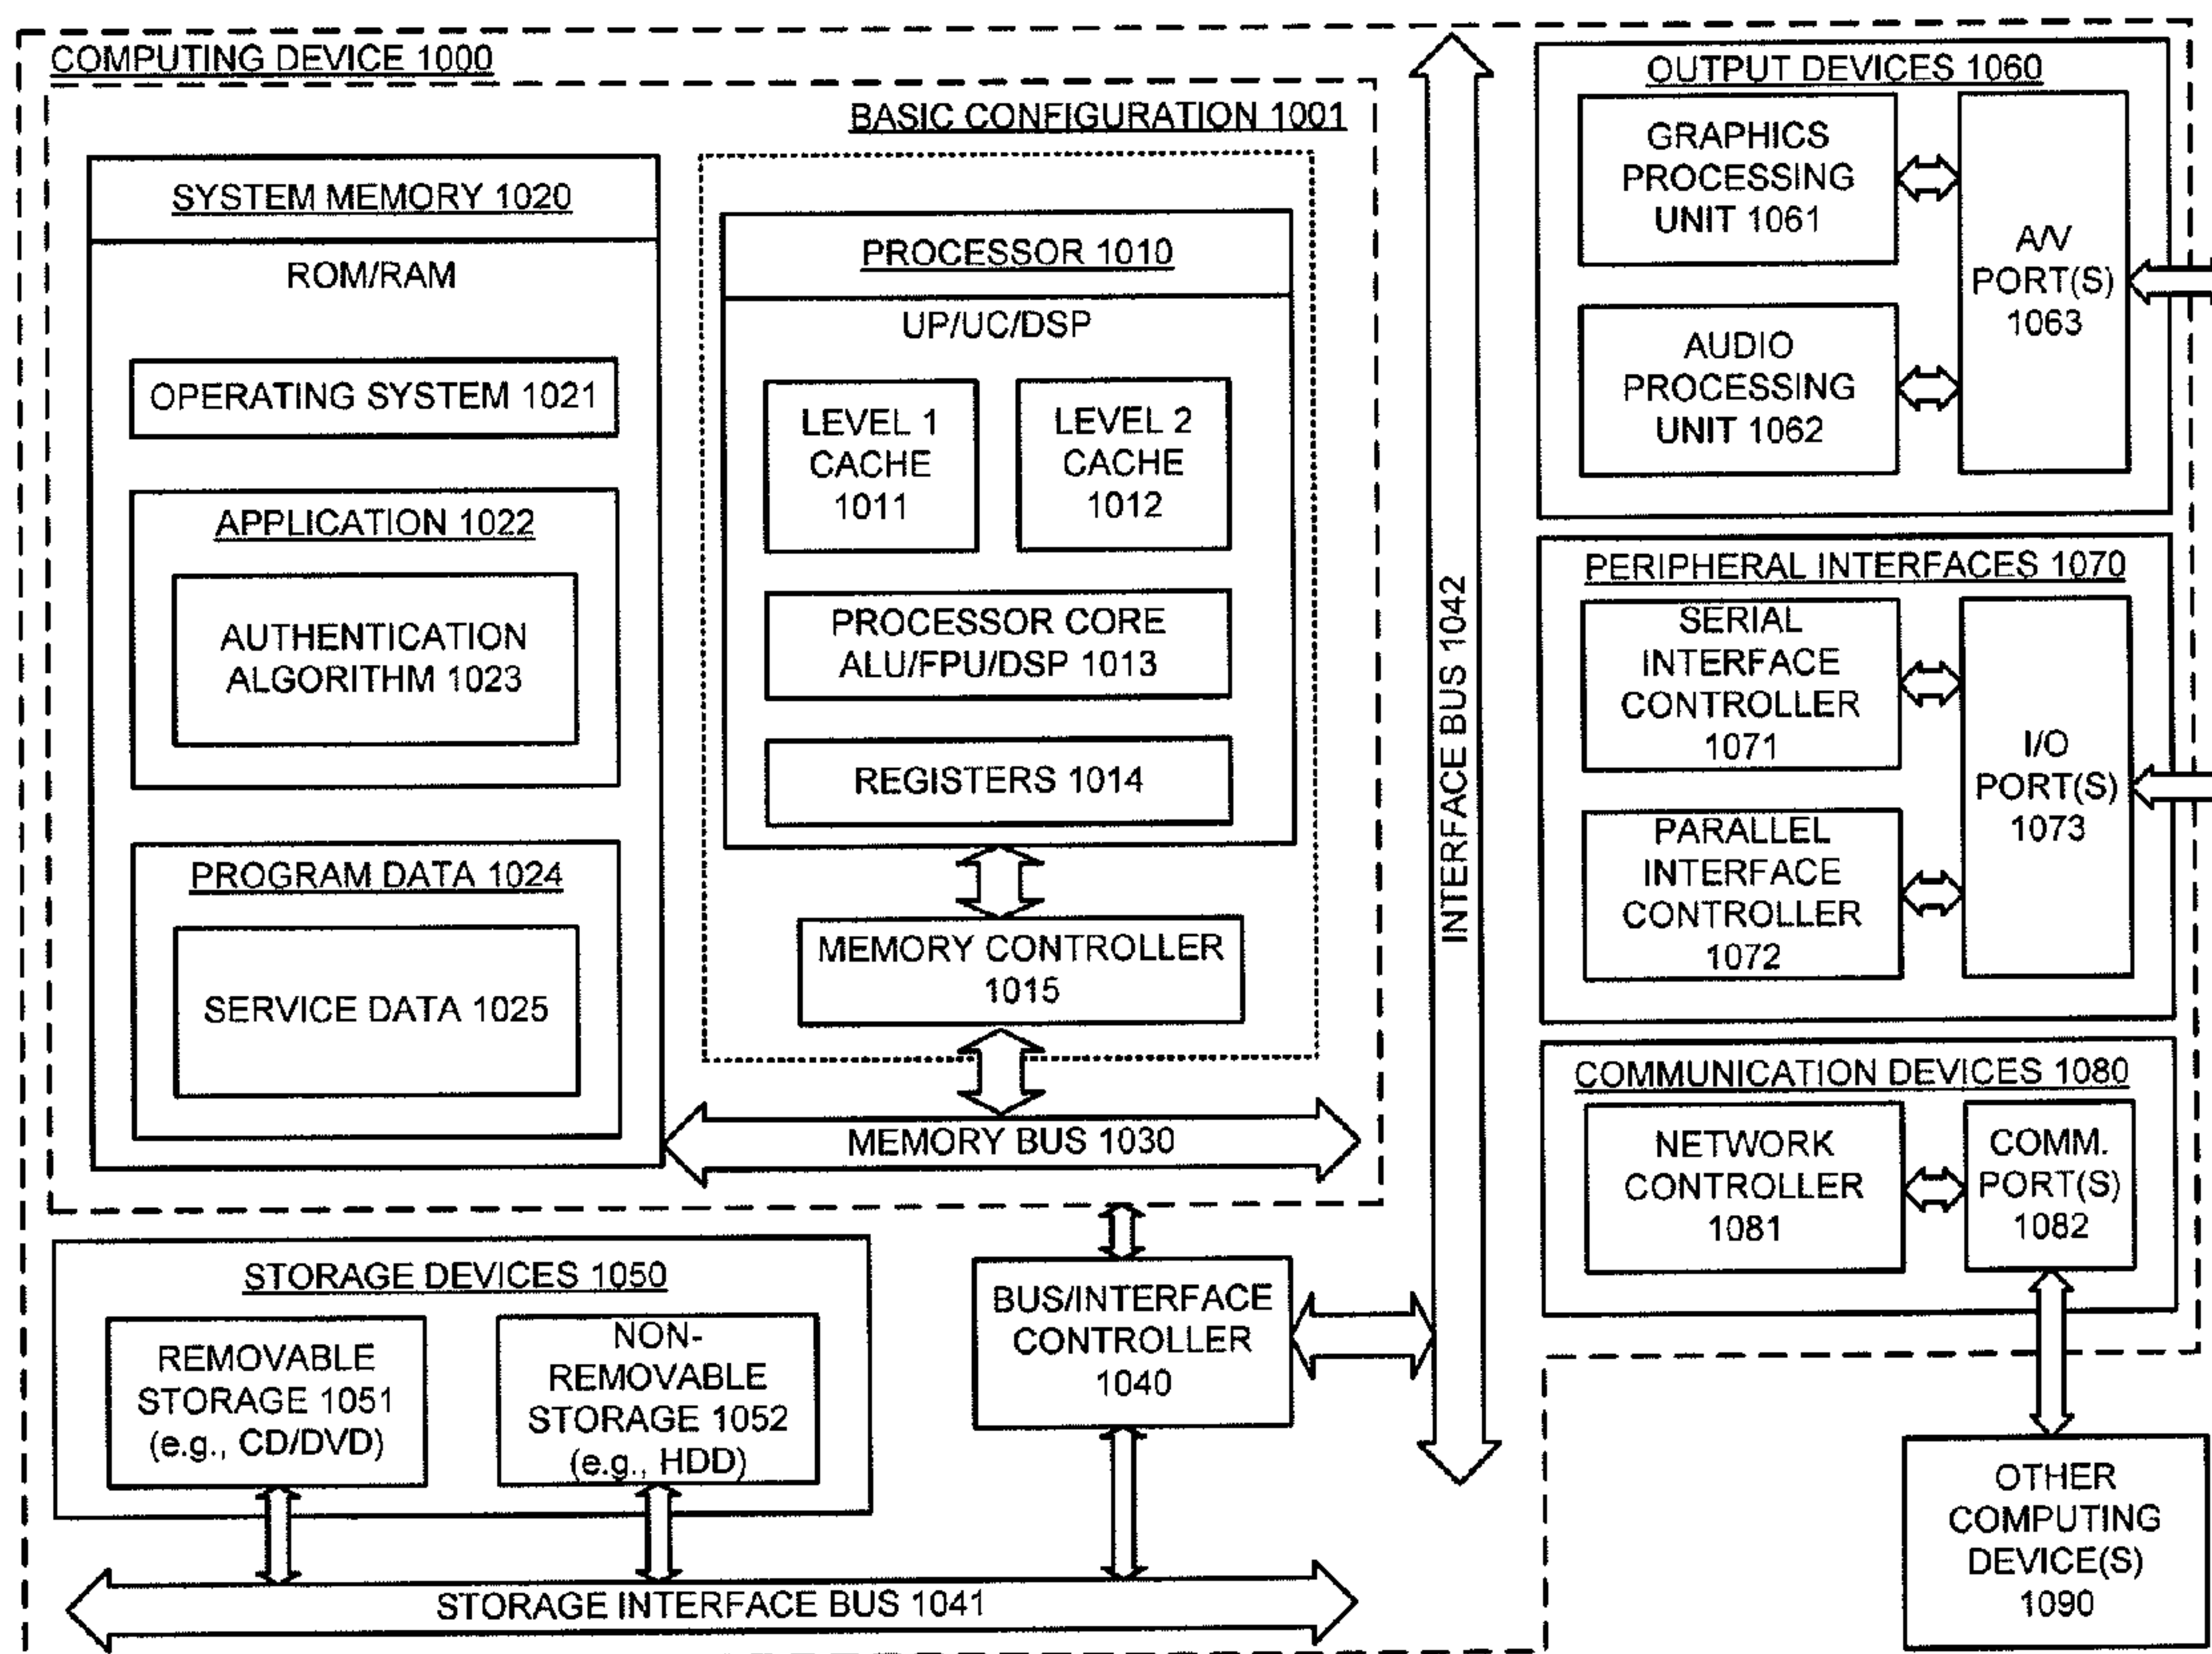 COMPUTING DEVICE 1000
BASIC CONFIGURATION 1001
SYSTEM MEMORY 1020
ROM/RAM
OPERATING SYSTEM 1021
APPLICATION 1022
AUTHENTICATION
ALGORITHM 1023
PROGRAM DATA 1024
SERVICE DATA 1025
PROCESSOR 1010
UP/UC/DSP
LEVEL 1
CACHE
1011
LEVEL 2
CACHE
1012
PROCESSOR CORE
ALU/FPU/DSP 1013
REGISTERS 1014
MEMORY CONTROLLER
1015
MEMORY BUS 1030
INTERFACE BUS 1042
OUTPUT DEVICES 1060
GRAPHICS
PROCESSING
UNIT 1061
AUDIO
PROCESSING
UNIT 1062
A/V
PORT(S)
1063
PERIPHERAL INTERFACES 1070
SERIAL
INTERFACE
CONTROLLER
1071
PARALLEL
INTERFACE
CONTROLLER
1072
I/O
PORT(S)
1073
COMMUNICATION DEVICES 1080
NETWORK
CONTROLLER
1081
COMM.
PORT(S)
1082
STORAGE DEVICES 1050
REMOVABLE
STORAGE 1051
(e.g., CD/DVD)
NON-
REMOVABLE
STORAGE 1052
(e.g., HDD)
BUS/INTERFACE
CONTROLLER
1040
STORAGE INTERFACE BUS 1041
OTHER
COMPUTING
DEVICE(S)
1090